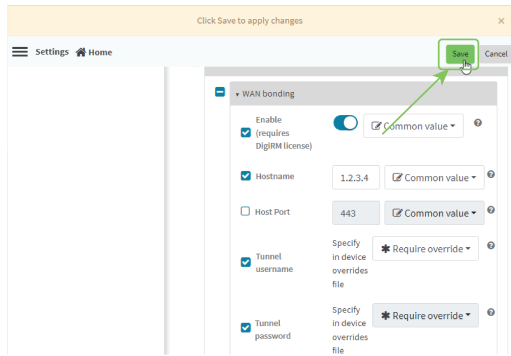 Click Save to apply changes
×
Settings Home
Save Cancel
WAN bonding
Enable
(requires
DigiRM license)
Common value
Hostname
1.2.3.4
Common value
Host Port
443
Common value
Tunnel
username
Specify
in device
overrides
file
Require override
Tunnel
password
Specify
in device
overrides
file
Require override